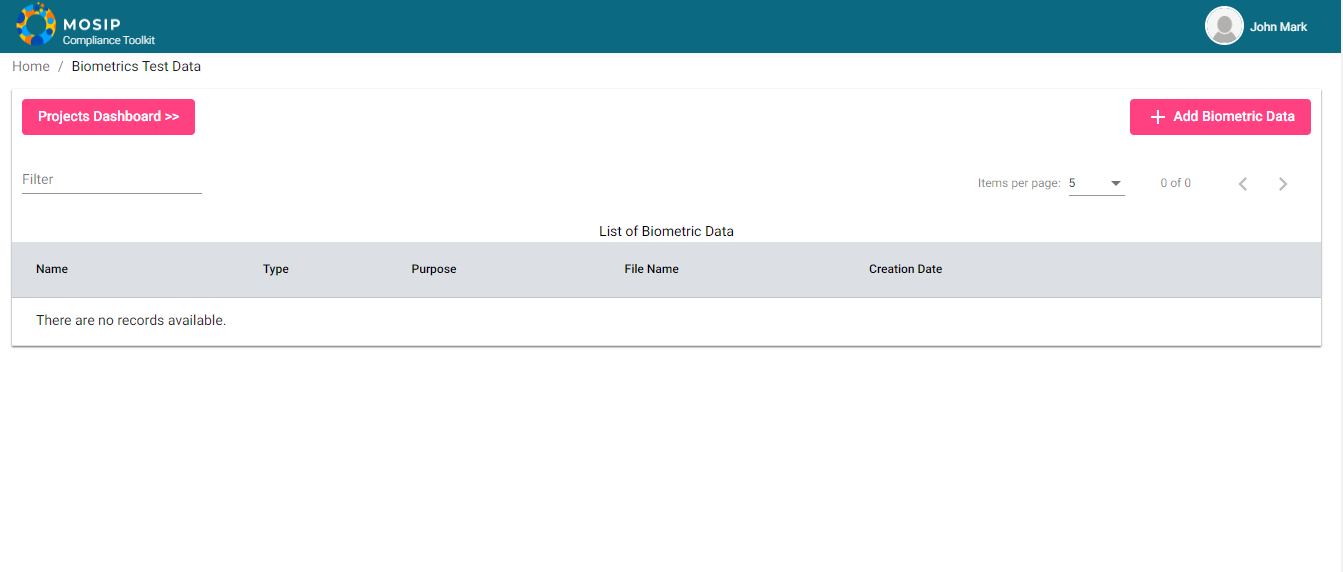 MOSIP
Compliance Toolkit
John Mark
Home / Biometrics Test Data
Projects Dashboard >>
+ Add Biometric Data
Filter
Items per page: 5
0 of 0
List of Biometric Data
Name Type Purpose File Name Creation Date
There are no records available.